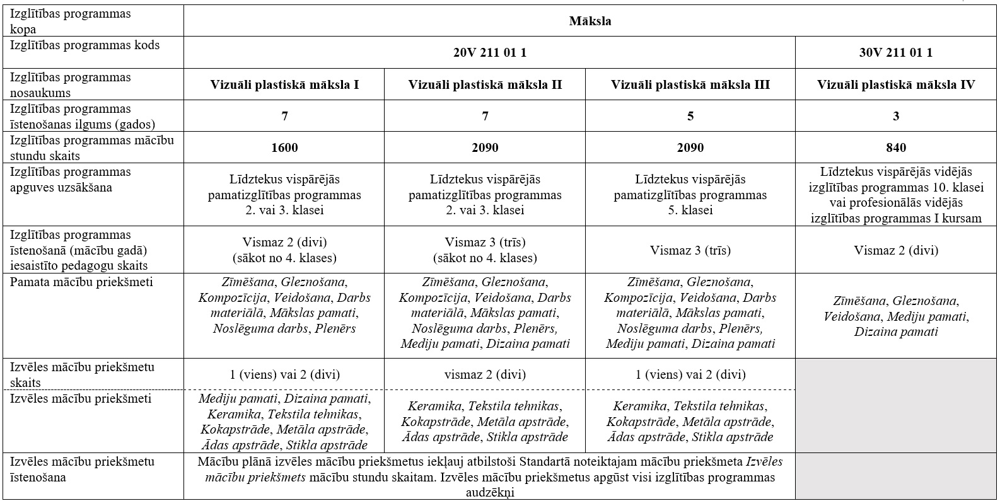 Izglītības programmas
kopa
Māksla
Izglītības programmas kods
20V 211 01 1
30V 211 01 1
Izglītības programmas
nosaukums
Vizuāli plastiskā māksla I
Vizuāli plastiskā māksla II
Vizuāli plastiskā māksla III
Vizuāli plastiskā māksla IV
Izglītības programmas
īstenošanas ilgums (gados)
7
7
5
3
Izglītības programmas mācību
stundu skaits
1600
2090
2090
840
Izglītības programmas
apguves uzsākšana
Līdztekus vispārējās
pamatizglītības programmas
2. vai 3. klasei
Līdztekus vispārējās
pamatizglītības programmas
2. vai 3. klasei
Līdztekus vispārējās
pamatizglītības programmas
5. klasei
Līdztekus vispārējās vidējās
izglītības programmas 10. klasei
vai profesionālās vidējās
izglītības programmas I kursam
Izglītības programmas
īstenošanā (mācību gadā)
iesaistīto pedagogu skaits
Vismaz 2 (divi)
(sākot no 4. klases)
Vismaz 3 (trīs)
(sākot no 4. klases)
Vismaz 3 (trīs)
Vismaz 2 (divi)
Pamata mācību priekšmeti
Zīmēšana, Gleznošana,
Kompozīcija, Veidošana, Darbs
materiālā, Mākslas pamati,
Noslēguma darbs, Plenērs
Zīmēšana, Gleznošana,
Kompozīcija, Veidošana, Darbs
materiālā, Mākslas pamati,
Noslēguma darbs, Plenērs,
Mediju pamati, Dizaina pamati
Zīmēšana, Gleznošana,
Kompozīcija, Veidošana, Darbs
materiālā, Mākslas pamati,
Noslēguma darbs, Plenērs,
Mediju pamati, Dizaina pamati
Zīmēšana, Gleznošana,
Veidošana, Mediju pamati,
Dizaina pamati
Izvēles mācību priekšmetu
skaits
1 (viens) vai 2 (divi)
vismaz 2 (divi)
1 (viens) vai 2 (divi)
Izvēles mācību priekšmeti
Mediju pamati, Dizaina pamati,
Keramika, Tekstila tehnikas,
Kokapstrāde, Metāla apstrāde,
Ādas apstrāde, Stikla apstrāde
Keramika, Tekstila tehnikas,
Kokapstrāde, Metāla apstrāde,
Ādas apstrāde, Stikla apstrāde
Keramika, Tekstila tehnikas,
Kokapstrāde, Metāla apstrāde,
Ādas apstrāde, Stikla apstrāde
Izvēles mācību priekšmetu
īstenošana
Mācību plānā izvēles mācību priekšmetus iekļauj atbilstoši Standartā noteiktajam mācību priekšmeta Izvēles
mācību priekšmets mācību stundu skaitam. Izvēles mācību priekšmetus apgūst visi izglītības programmas
audzēkņi